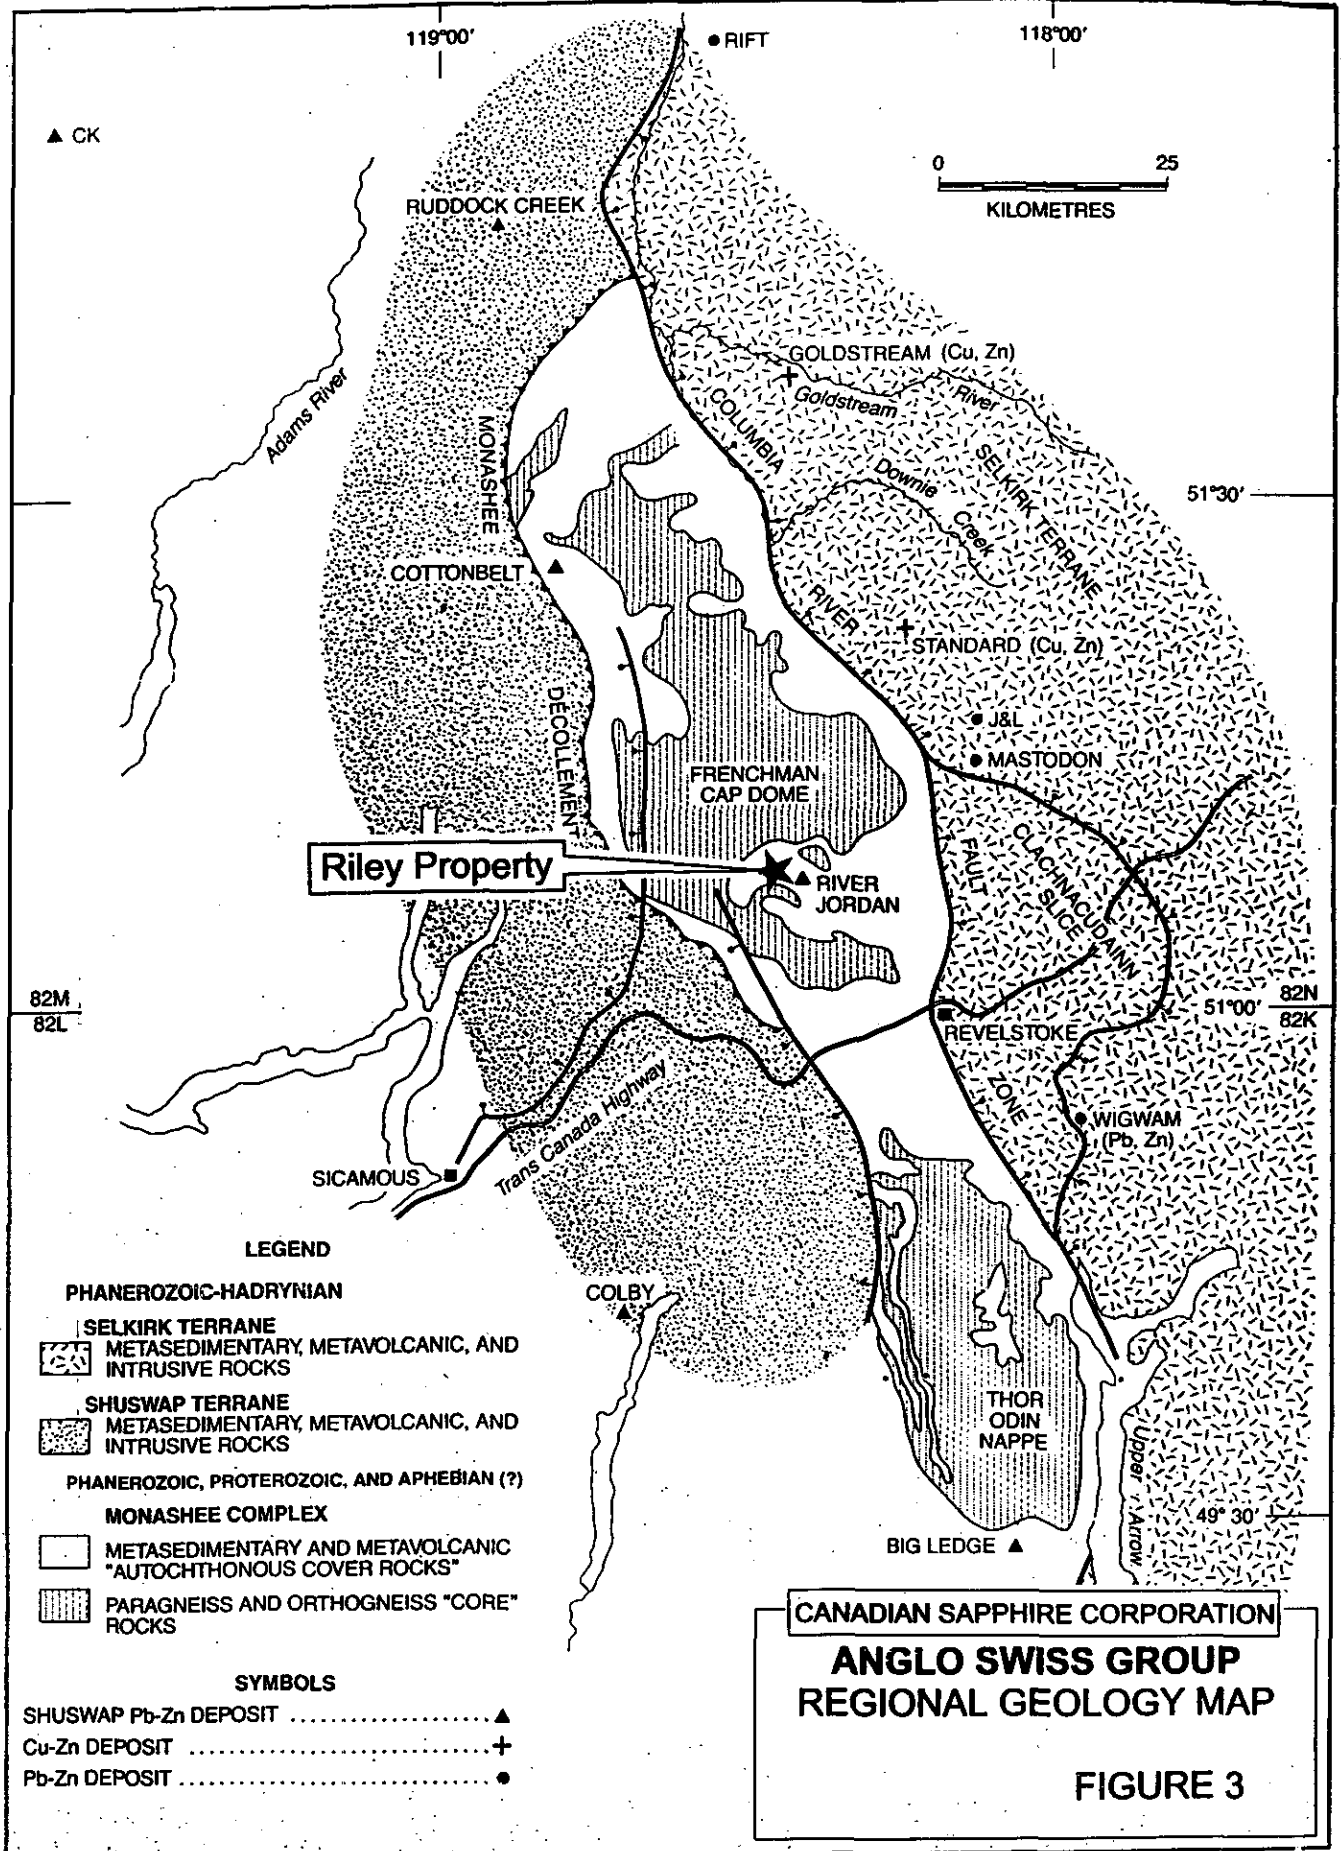 119°00'
118°00'
RIFT
CK
0 25
KILOMETRES
RUDDOCK CREEK
GOLDSTREAM (Cu, Zn)
Goldstream River
Adams River
COLUMBIA
MONASHEE
SELKIRK TERRANE
Downie Creek
51°30'
COTTONBELT
RIVER
STANDARD (Cu, Zn)
DECOLLEMENT
J&L
MASTODON
FRENCHMAN
CAP DOME
FAULT
CLACHNACUDAINN
SLICE
Riley Property
RIVER
JORDAN
82M
82L
51°00'
82N
82K
REVELSTOKE
ZONE
Trans Canada Highway
WIGWAM
(Pb, Zn)
SICAMOUS
COLBY
THOR
ODIN
NAPPE
Upper Arrow
49° 30'
BIG LEDGE
LEGEND
PHANEROZOIC-HADRYNIAN
SELKIRK TERRANE
METASEDIMENTARY, METAVOLCANIC, AND
INTRUSIVE ROCKS
SHUSWAP TERRANE
METASEDIMENTARY, METAVOLCANIC, AND
INTRUSIVE ROCKS
PHANEROZOIC, PROTEROZOIC, AND APHEBIAN (?)
MONASHEE COMPLEX
METASEDIMENTARY AND METAVOLCANIC
"AUTOCHTHONOUS COVER ROCKS"
PARAGNEISS AND ORTHOGNEISS "CORE"
ROCKS
SYMBOLS
SHUSWAP Pb-Zn DEPOSIT
Cu-Zn DEPOSIT
Pb-Zn DEPOSIT
CANADIAN SAPPHIRE CORPORATION
ANGLO SWISS GROUP
REGIONAL GEOLOGY MAP
FIGURE 3